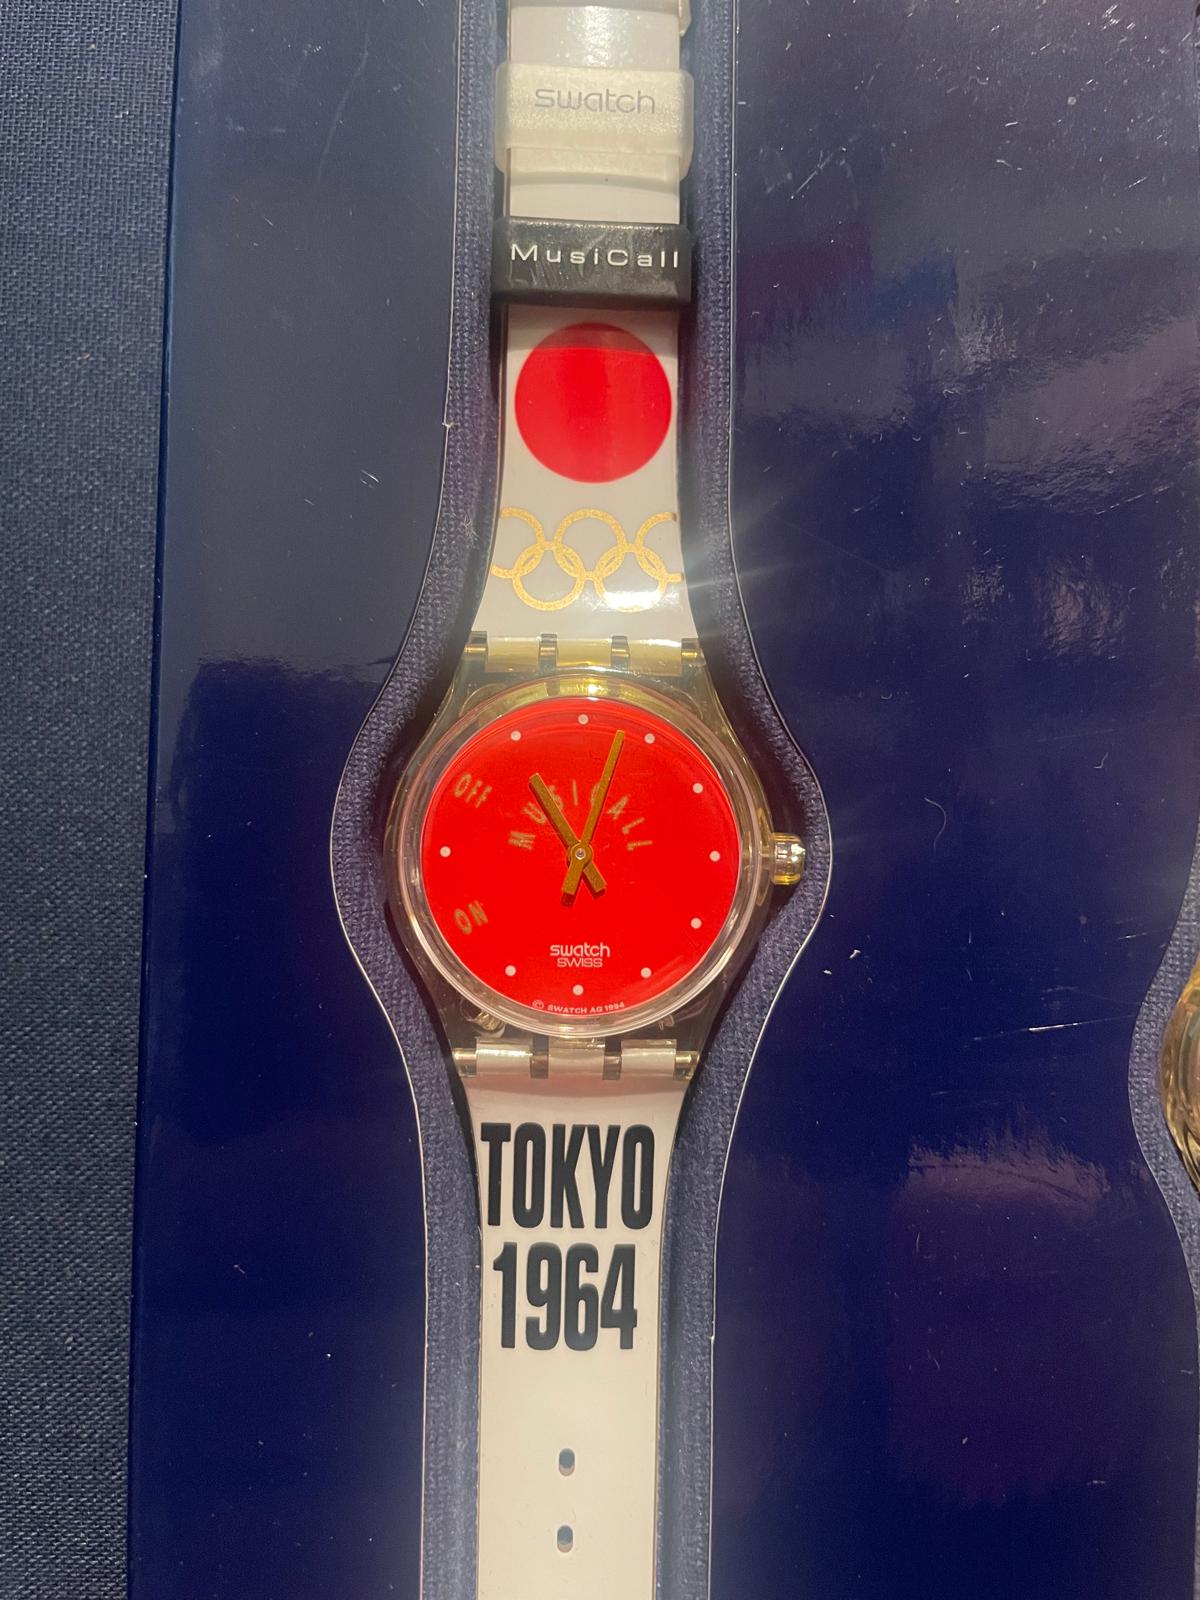 swatch
MusiCall
OFF
MUSICALL
ON
swatch
SWISS
© SWATCH AG 1994
TOKYO
1964